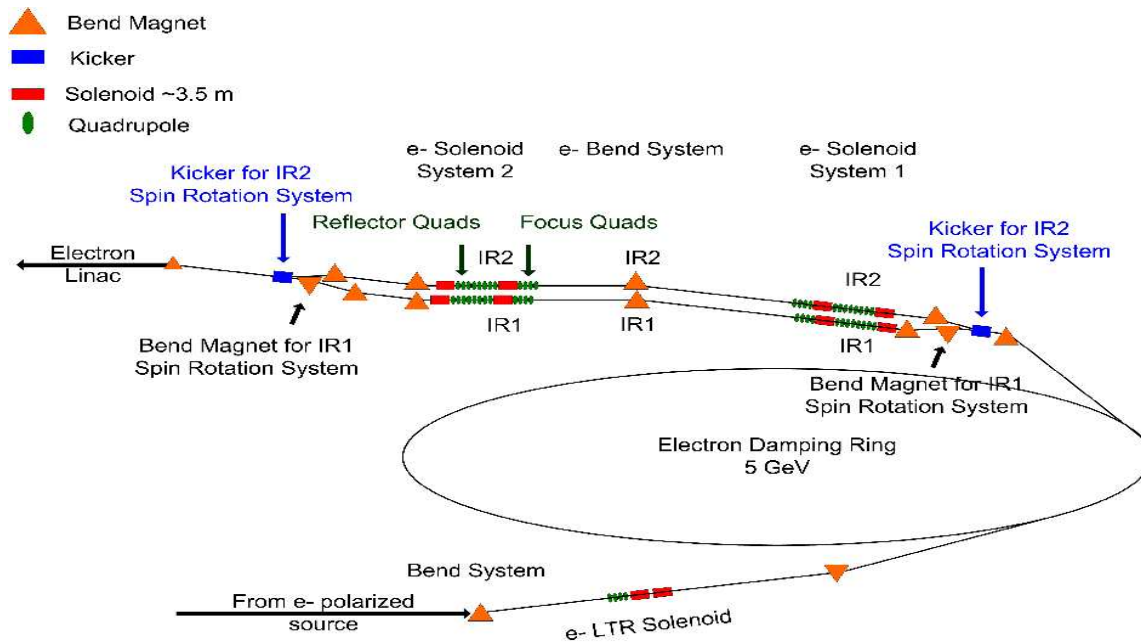 Bend Magnet
Kicker
Solenoid ~3.5 m
Quadrupole
e- Solenoid
System 2
e- Bend System
e- Solenoid
System 1
Kicker for IR2
Spin Rotation System
Reflector Quads
Focus Quads
Kicker for IR2
Spin Rotation System
Electron
Linac
IR2
IR2
IR2
IR1
IR1
IR1
Bend Magnet for IR1
Spin Rotation System
Bend Magnet for IR1
Spin Rotation System
Electron Damping Ring
5 GeV
Bend System
From e- polarized
source
e- LTR Solenoid